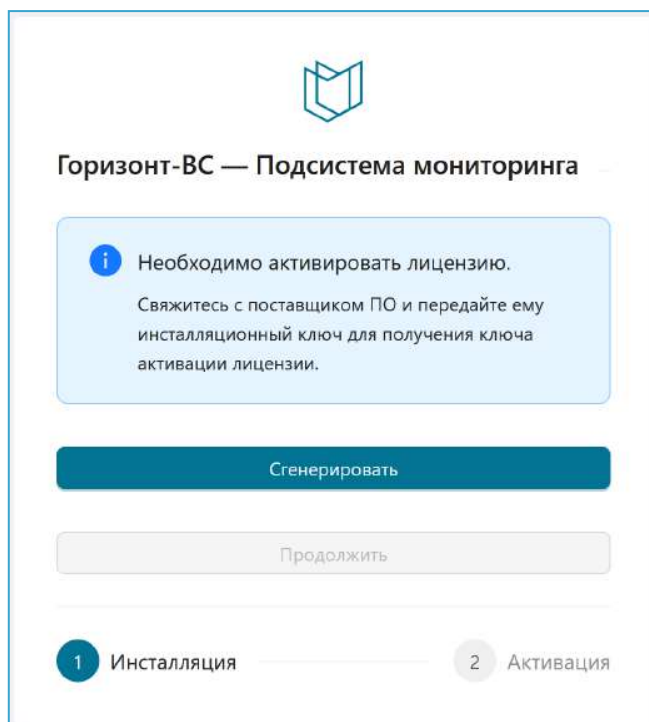 Горизонт-ВС — Подсистема мониторинга
Необходимо активировать лицензию.
Свяжитесь с поставщиком ПО и передайте ему
инсталляционный ключ для получения ключа
активации лицензии.
Сгенерировать
Продолжить
1 Инсталляция 2 Активация